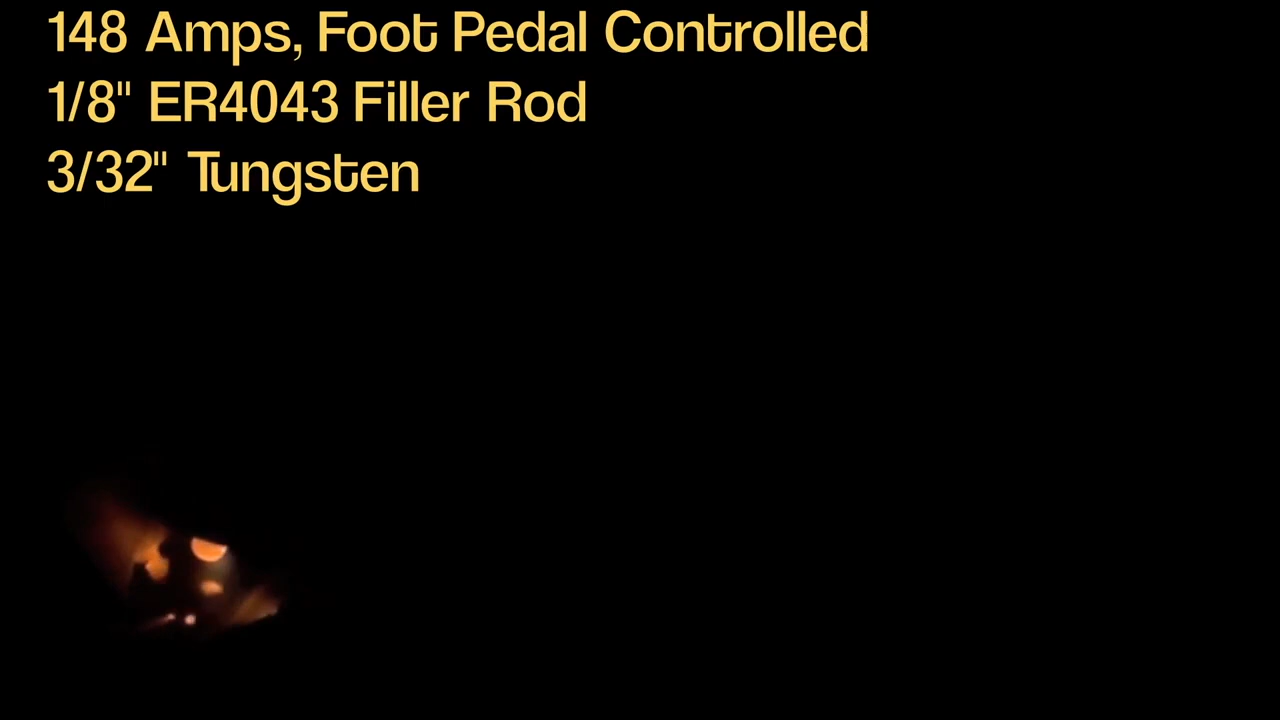 148 Amps, Foot Pedal Controlled
1/8" ER4043 Filler Rod
3/32" Tungsten